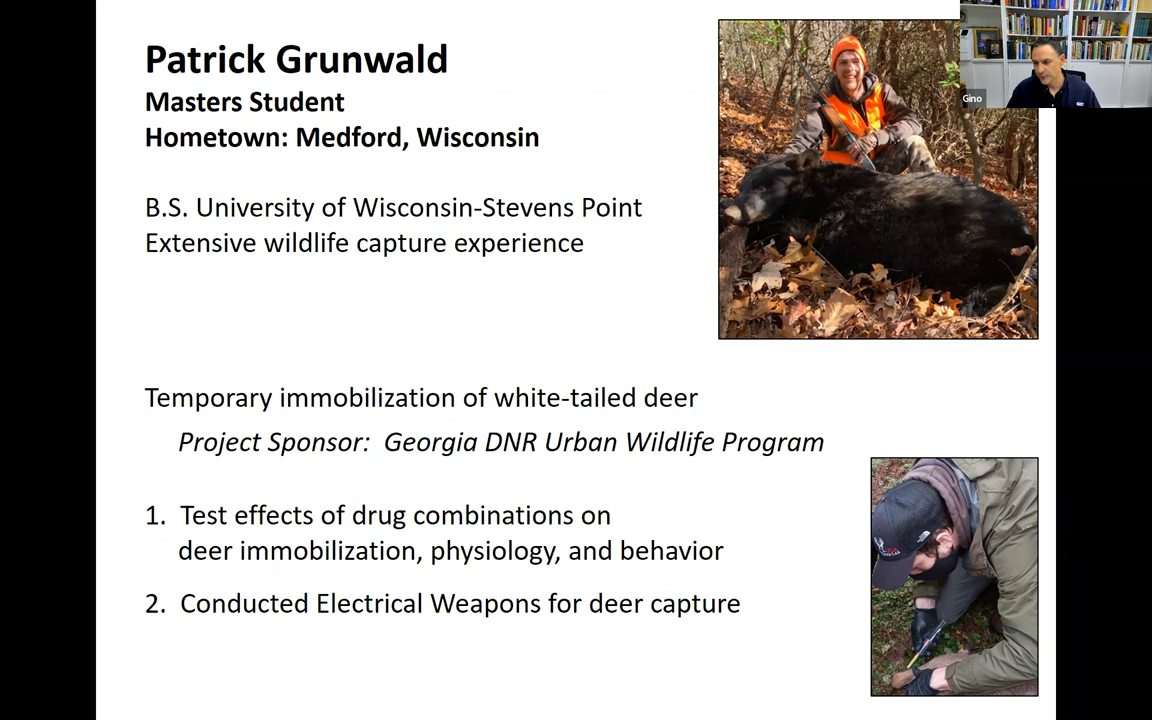 Patrick Grunwald
Masters Student
Hometown: Medford, Wisconsin
B.S. University of Wisconsin-Stevens Point
Extensive wildlife capture experience
Gino
Temporary immobilization of white-tailed deer
Project Sponsor: Georgia DNR Urban Wildlife Program
1. Test effects of drug combinations on
deer immobilization, physiology, and behavior
2. Conducted Electrical Weapons for deer capture